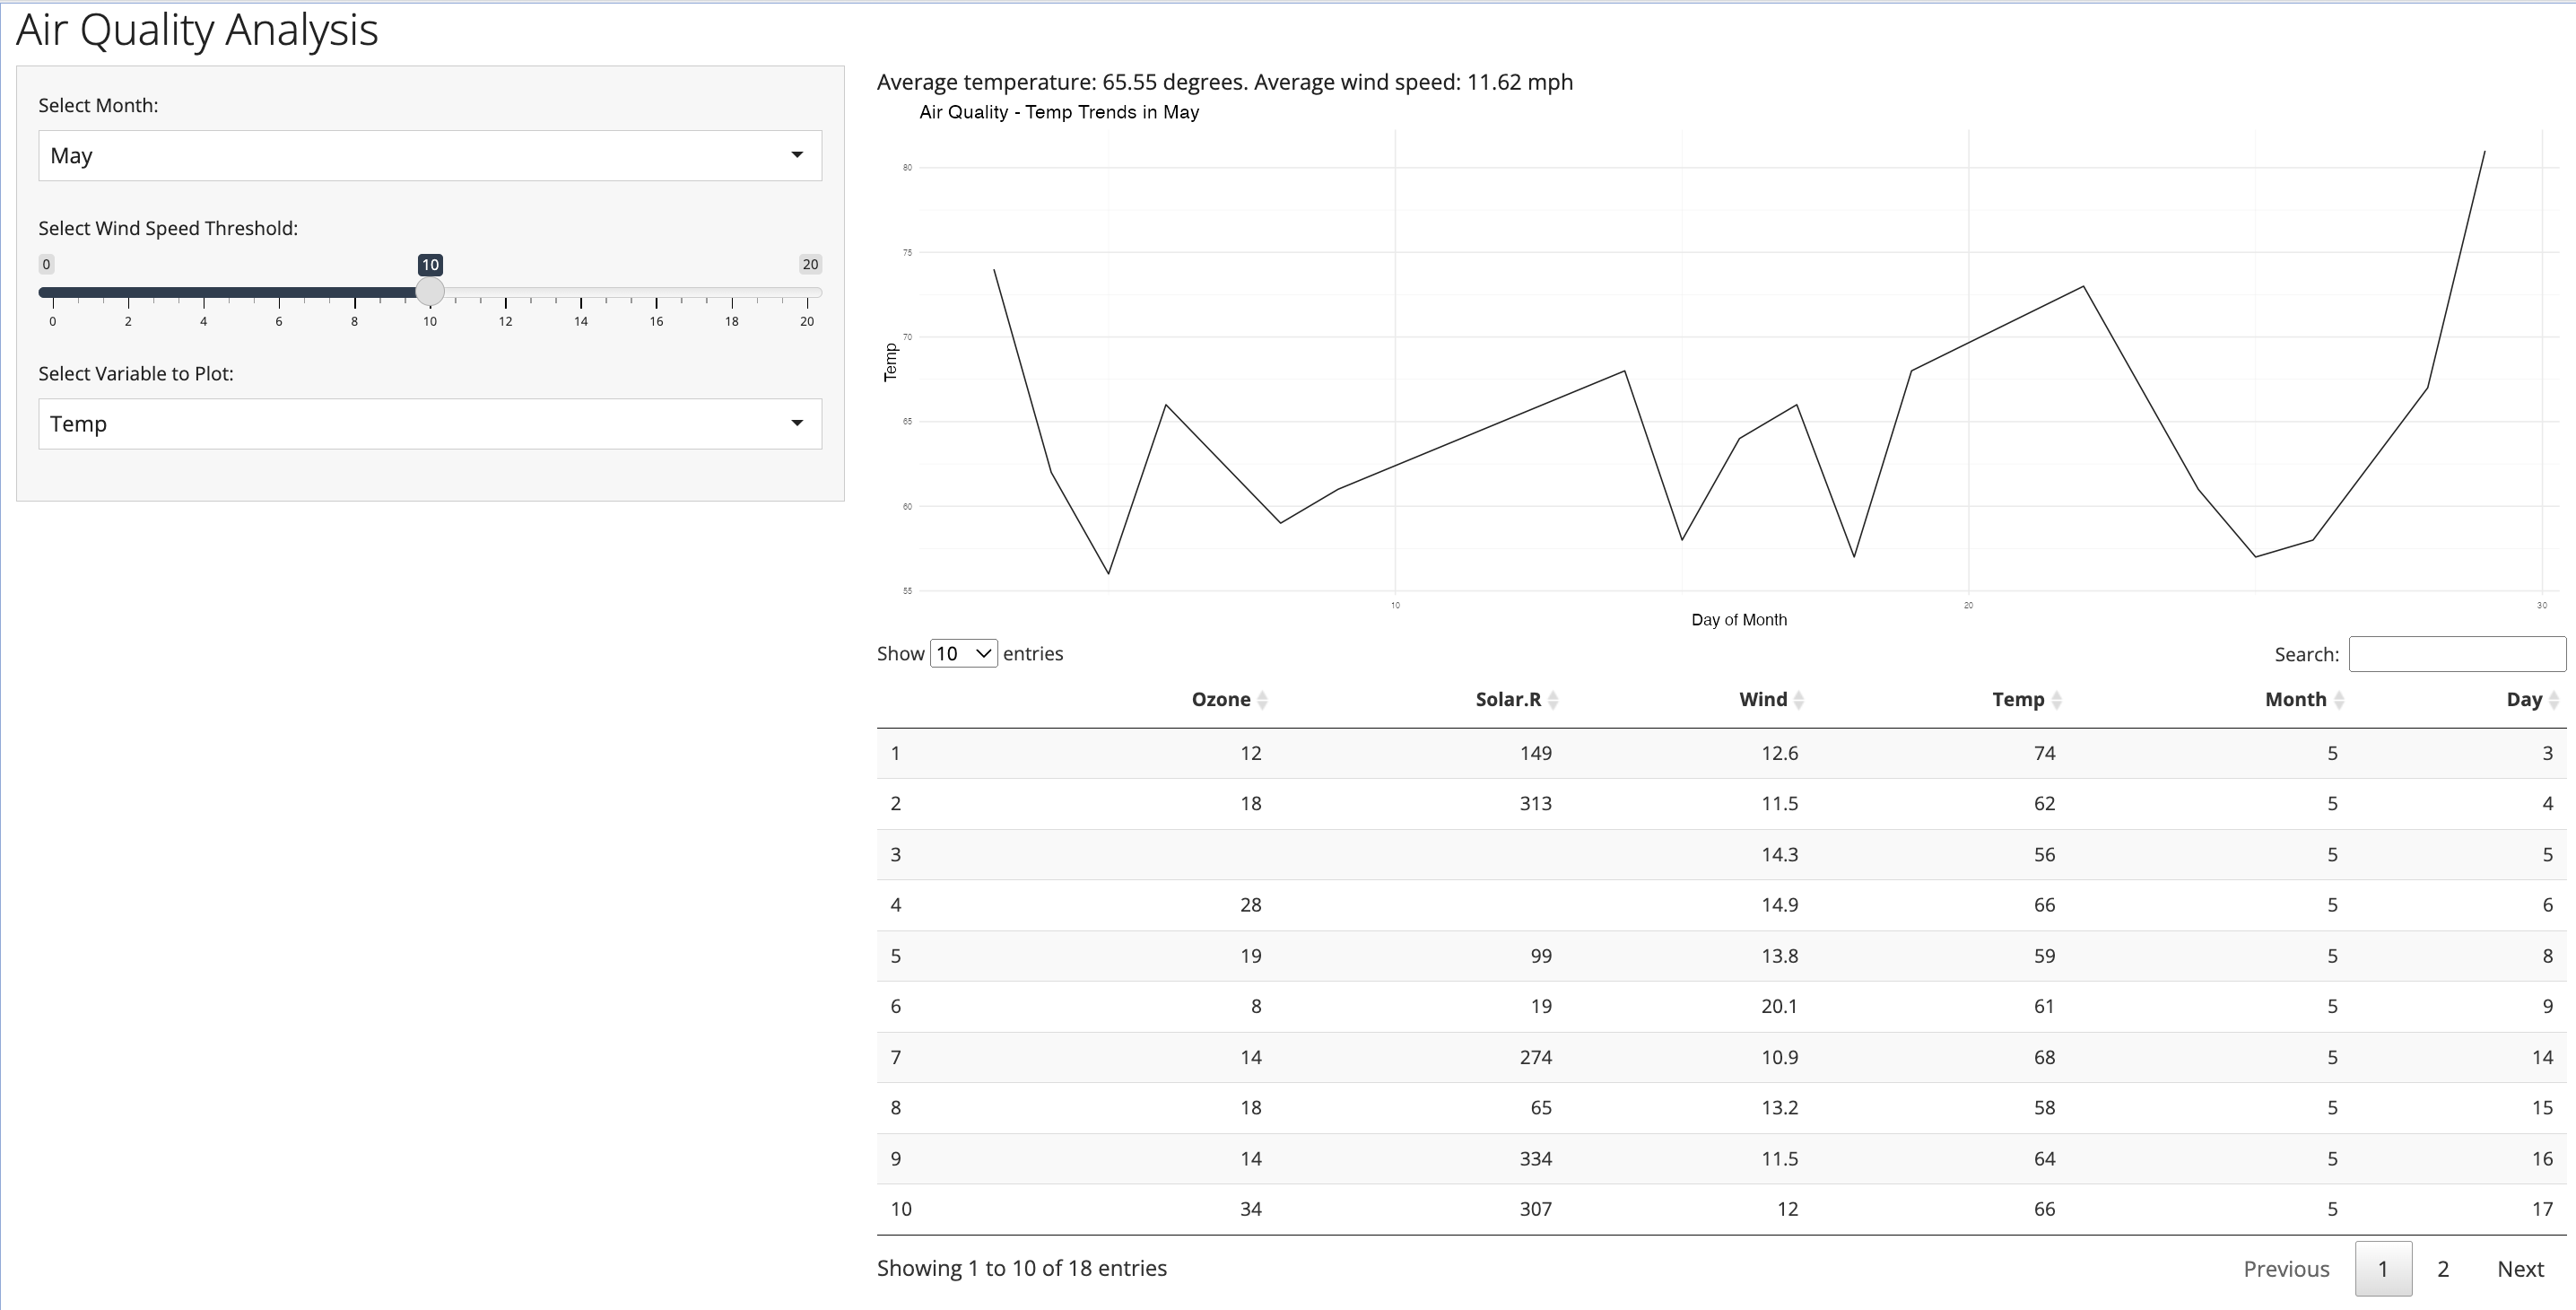 Air Quality Analysis
Select Month:
May
Select Wind Speed Threshold:
0 10 20
0 2 4 6 8 10 12 14 16 18 20
Select Variable to Plot:
Temp
Average temperature: 65.55 degrees. Average wind speed: 11.62 mph
Air Quality - Temp Trends in May
80
75
70
65
60
55
Temp
10 20 30
Day of Month
Show 10 entries Search:
Ozone Solar.R Wind Temp Month Day
1 12 149 12.6 74 5 3
2 18 313 11.5 62 5 4
3 14.3 56 5 5
4 28 14.9 66 5 6
5 19 99 13.8 59 5 8
6 8 19 20.1 61 5 9
7 14 274 10.9 68 5 14
8 18 65 13.2 58 5 15
9 14 334 11.5 64 5 16
10 34 307 12 66 5 17
Showing 1 to 10 of 18 entries Previous 1 2 Next